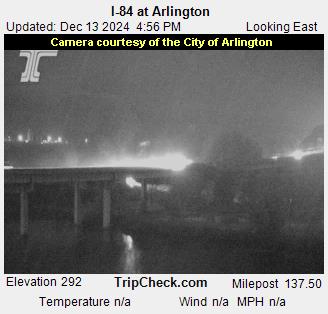 I-84 at Arlington
Updated: Dec 13 2024 4:56 PM Looking East
Camera courtesy of the City of Arlington
Elevation 292 TripCheck.com Milepost 137.50
Temperature n/a Wind n/a MPH n/a